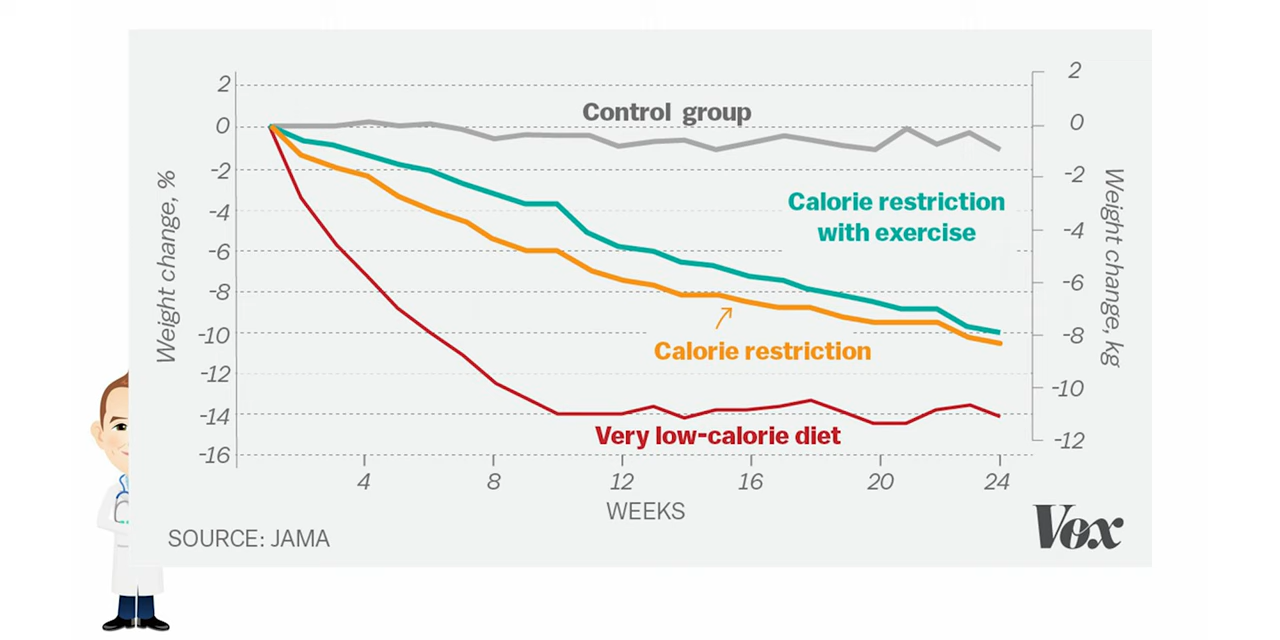 2
0
-2
-4
-6
-8
-10
-12
-14
-16
Weight change, %
Control group
Calorie restriction
with exercise
Calorie restriction
Very low-calorie diet
2
0
-2
-4
-6
-8
-10
-12
Weight change, kg
4 8 12 16 20 24
WEEKS
SOURCE: JAMA
Vox